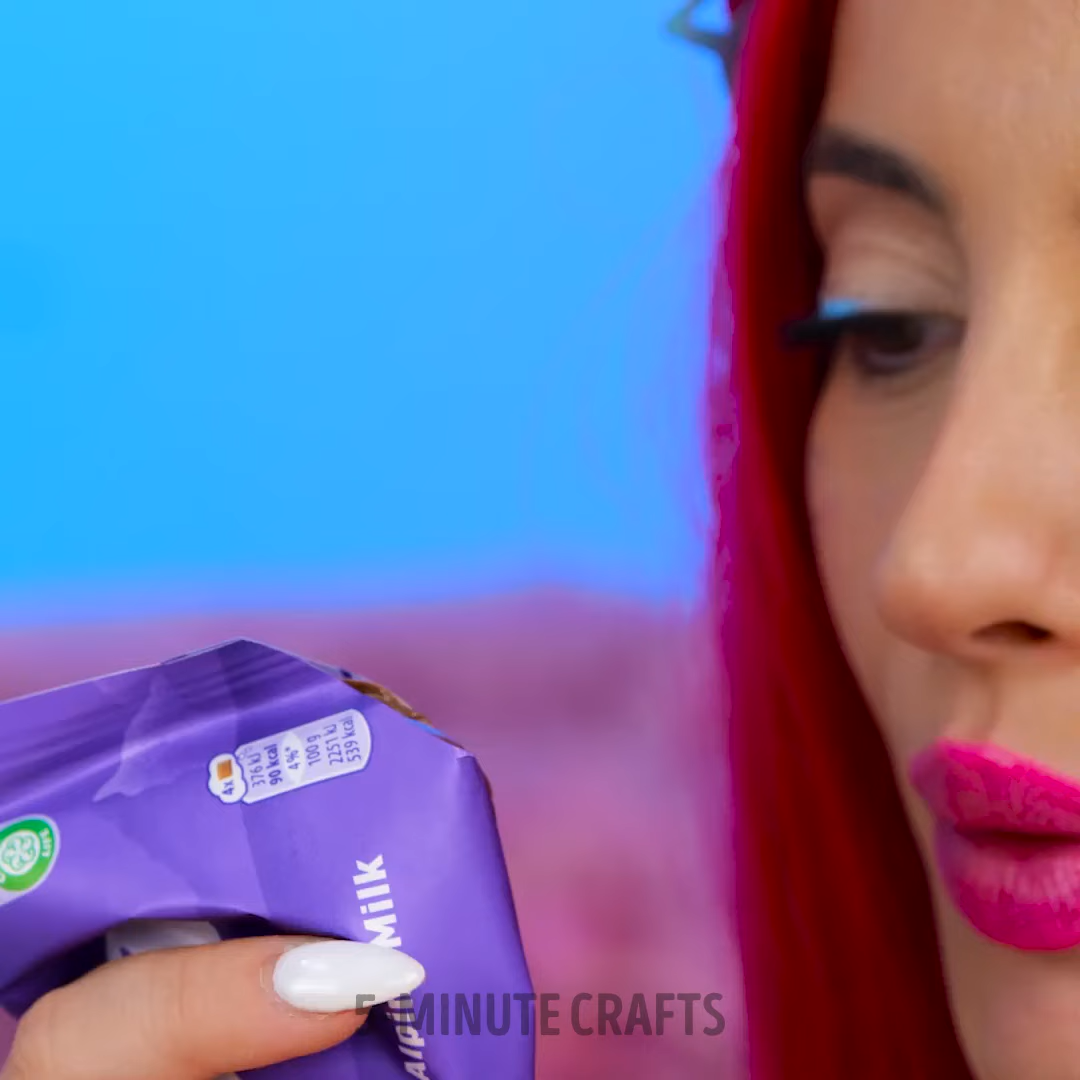 4x
376 kJ
90 kcal
4%*
100 g
2251 kJ
539 kcal
Milk
5-MINUTE CRAFTS